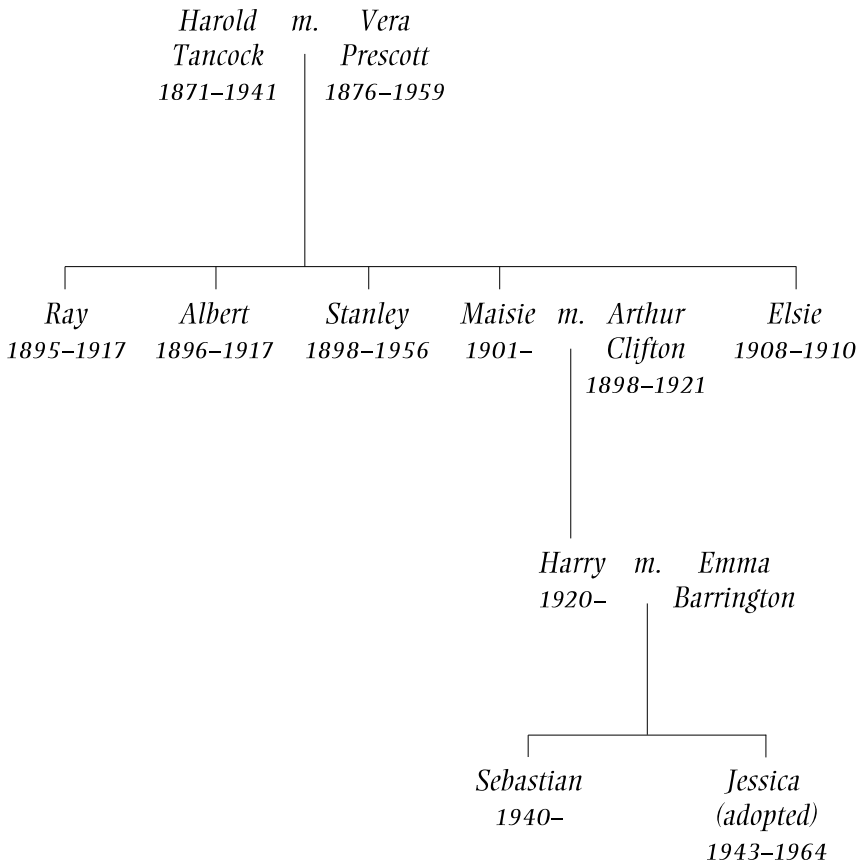 Harold m. Vera
Tancock Prescott
1871–1941 1876–1959
Ray Albert Stanley Maisie m. Arthur Elsie
1895–1917 1896–1917 1898–1956 1901– Clifton 1908–1910
1898–1921
Harry m. Emma
1920– Barrington
Sebastian Jessica
1940– (adopted)
1943–1964